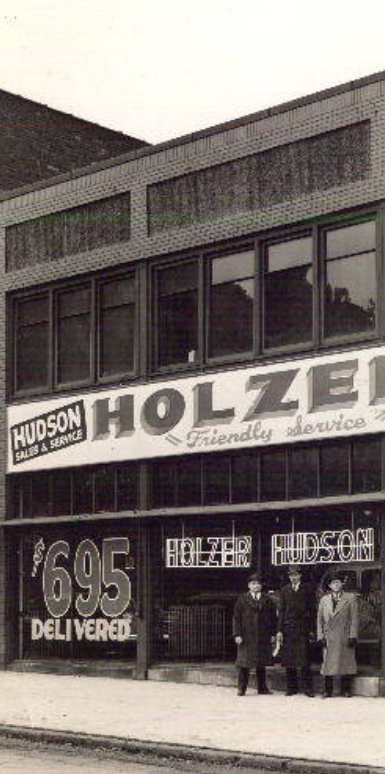 HUDSON
SALES & SERVICE
HOLZE
Friendly Service
$695
DELIVERED
HOLZER HUDSON